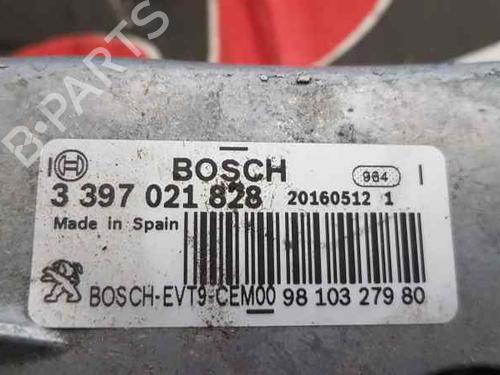 B-PARTS
BOSCH
964
3 397 021 828 20160512 1
Made in Spain
BOSCH-EVT9-CEM00 98 103 279 80